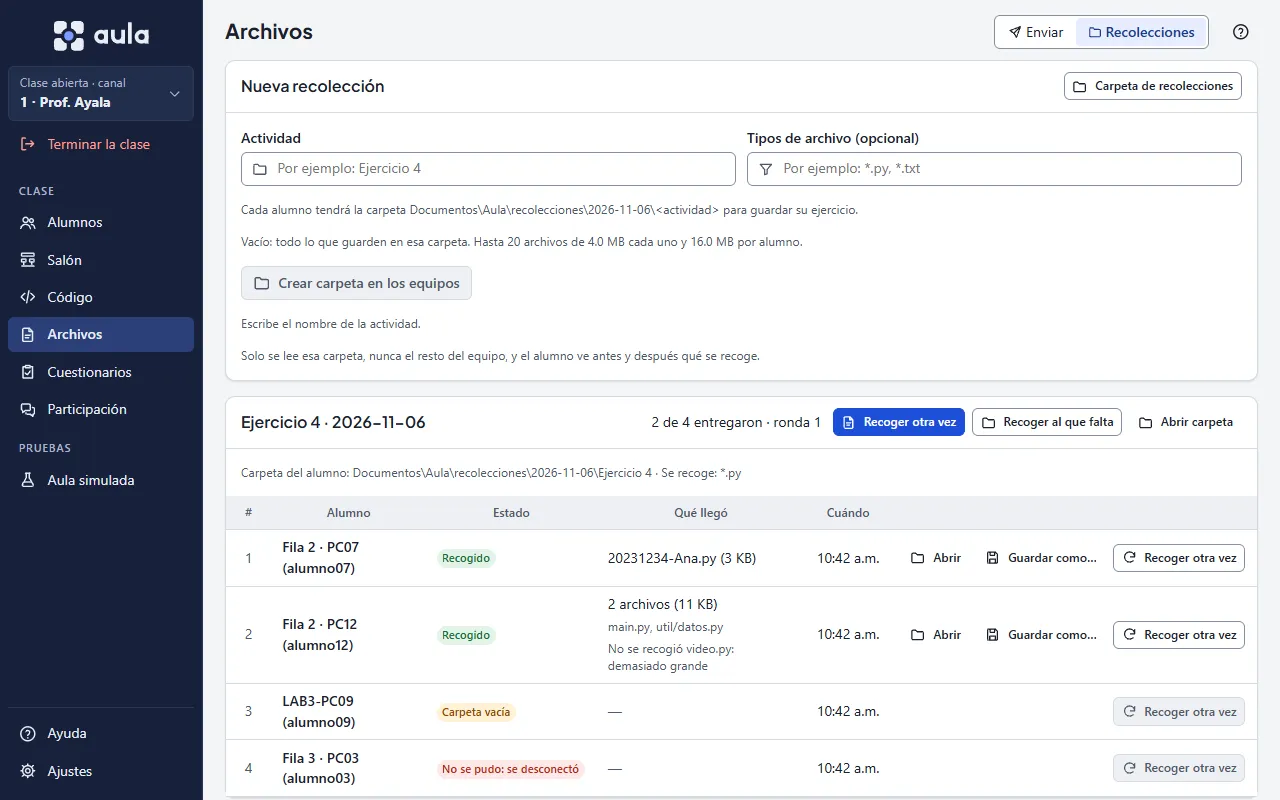 aula
Clase abierta · canal
1 · Prof. Ayala
Terminar la clase
CLASE
Alumnos
Salón
Código
Archivos
Cuestionarios
Participación
PRUEBAS
Aula simulada
Ayuda
Ajustes
Archivos
Enviar
Recolecciones
Nueva recolección
Carpeta de recolecciones
Actividad
Tipos de archivo (opcional)
Por ejemplo: Ejercicio 4
Por ejemplo: *.py, *.txt
Cada alumno tendrá la carpeta Documentos\Aula\recolecciones\2026-11-06\<actividad> para guardar su ejercicio.
Vacío: todo lo que guarden en esa carpeta. Hasta 20 archivos de 4.0 MB cada uno y 16.0 MB por alumno.
Crear carpeta en los equipos
Escribe el nombre de la actividad.
Solo se lee esa carpeta, nunca el resto del equipo, y el alumno ve antes y después qué se recoge.
Ejercicio 4 · 2026-11-06
2 de 4 entregaron · ronda 1
Recoger otra vez
Recoger al que falta
Abrir carpeta
Carpeta del alumno: Documentos\Aula\recolecciones\2026-11-06\Ejercicio 4 · Se recoge: *.py
# Alumno Estado Qué llegó Cuándo
1 Fila 2 · PC07 (alumno07) Recogido 20231234-Ana.py (3 KB) 10:42 a.m. Abrir Guardar como... Recoger otra vez
2 Fila 2 · PC12 (alumno12) Recogido 2 archivos (11 KB)
main.py, util/datos.py
No se recogió video.py:
demasiado grande
10:42 a.m. Abrir Guardar como... Recoger otra vez
3 LAB3-PC09 (alumno09) Carpeta vacía — 10:42 a.m. Recoger otra vez
4 Fila 3 · PC03 (alumno03) No se pudo: se desconectó — 10:42 a.m. Recoger otra vez